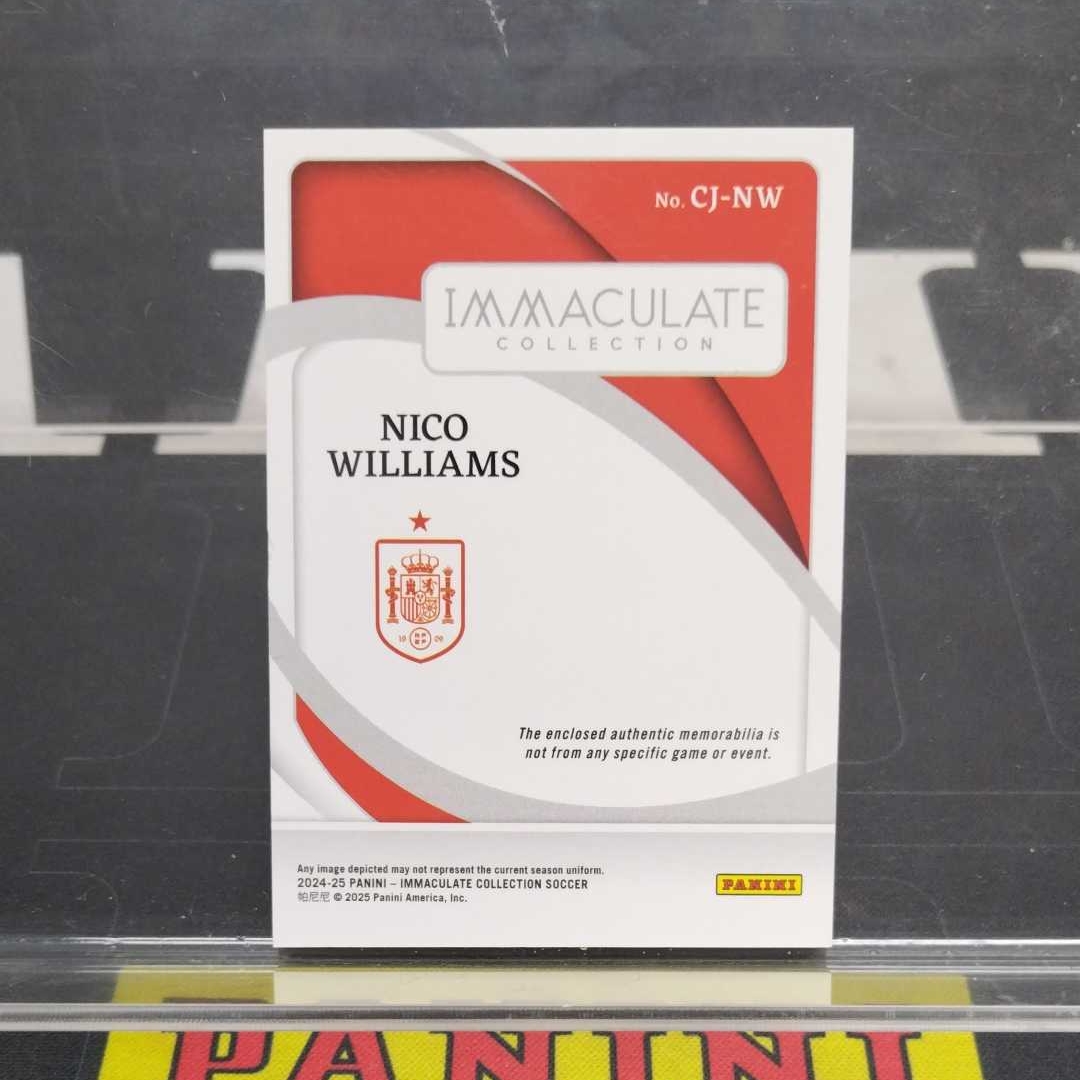 No. CJ-NW
IMMACULATE
COLLECTION
NICO
WILLIAMS
19 09
The enclosed authentic memorabilia is
not from any specific game or event.
Any image depicted may not represent the current season uniform.
2024-25 PANINI – IMMACULATE COLLECTION SOCCER
帕尼尼 © 2025 Panini America, Inc.
PANINI
PANINI